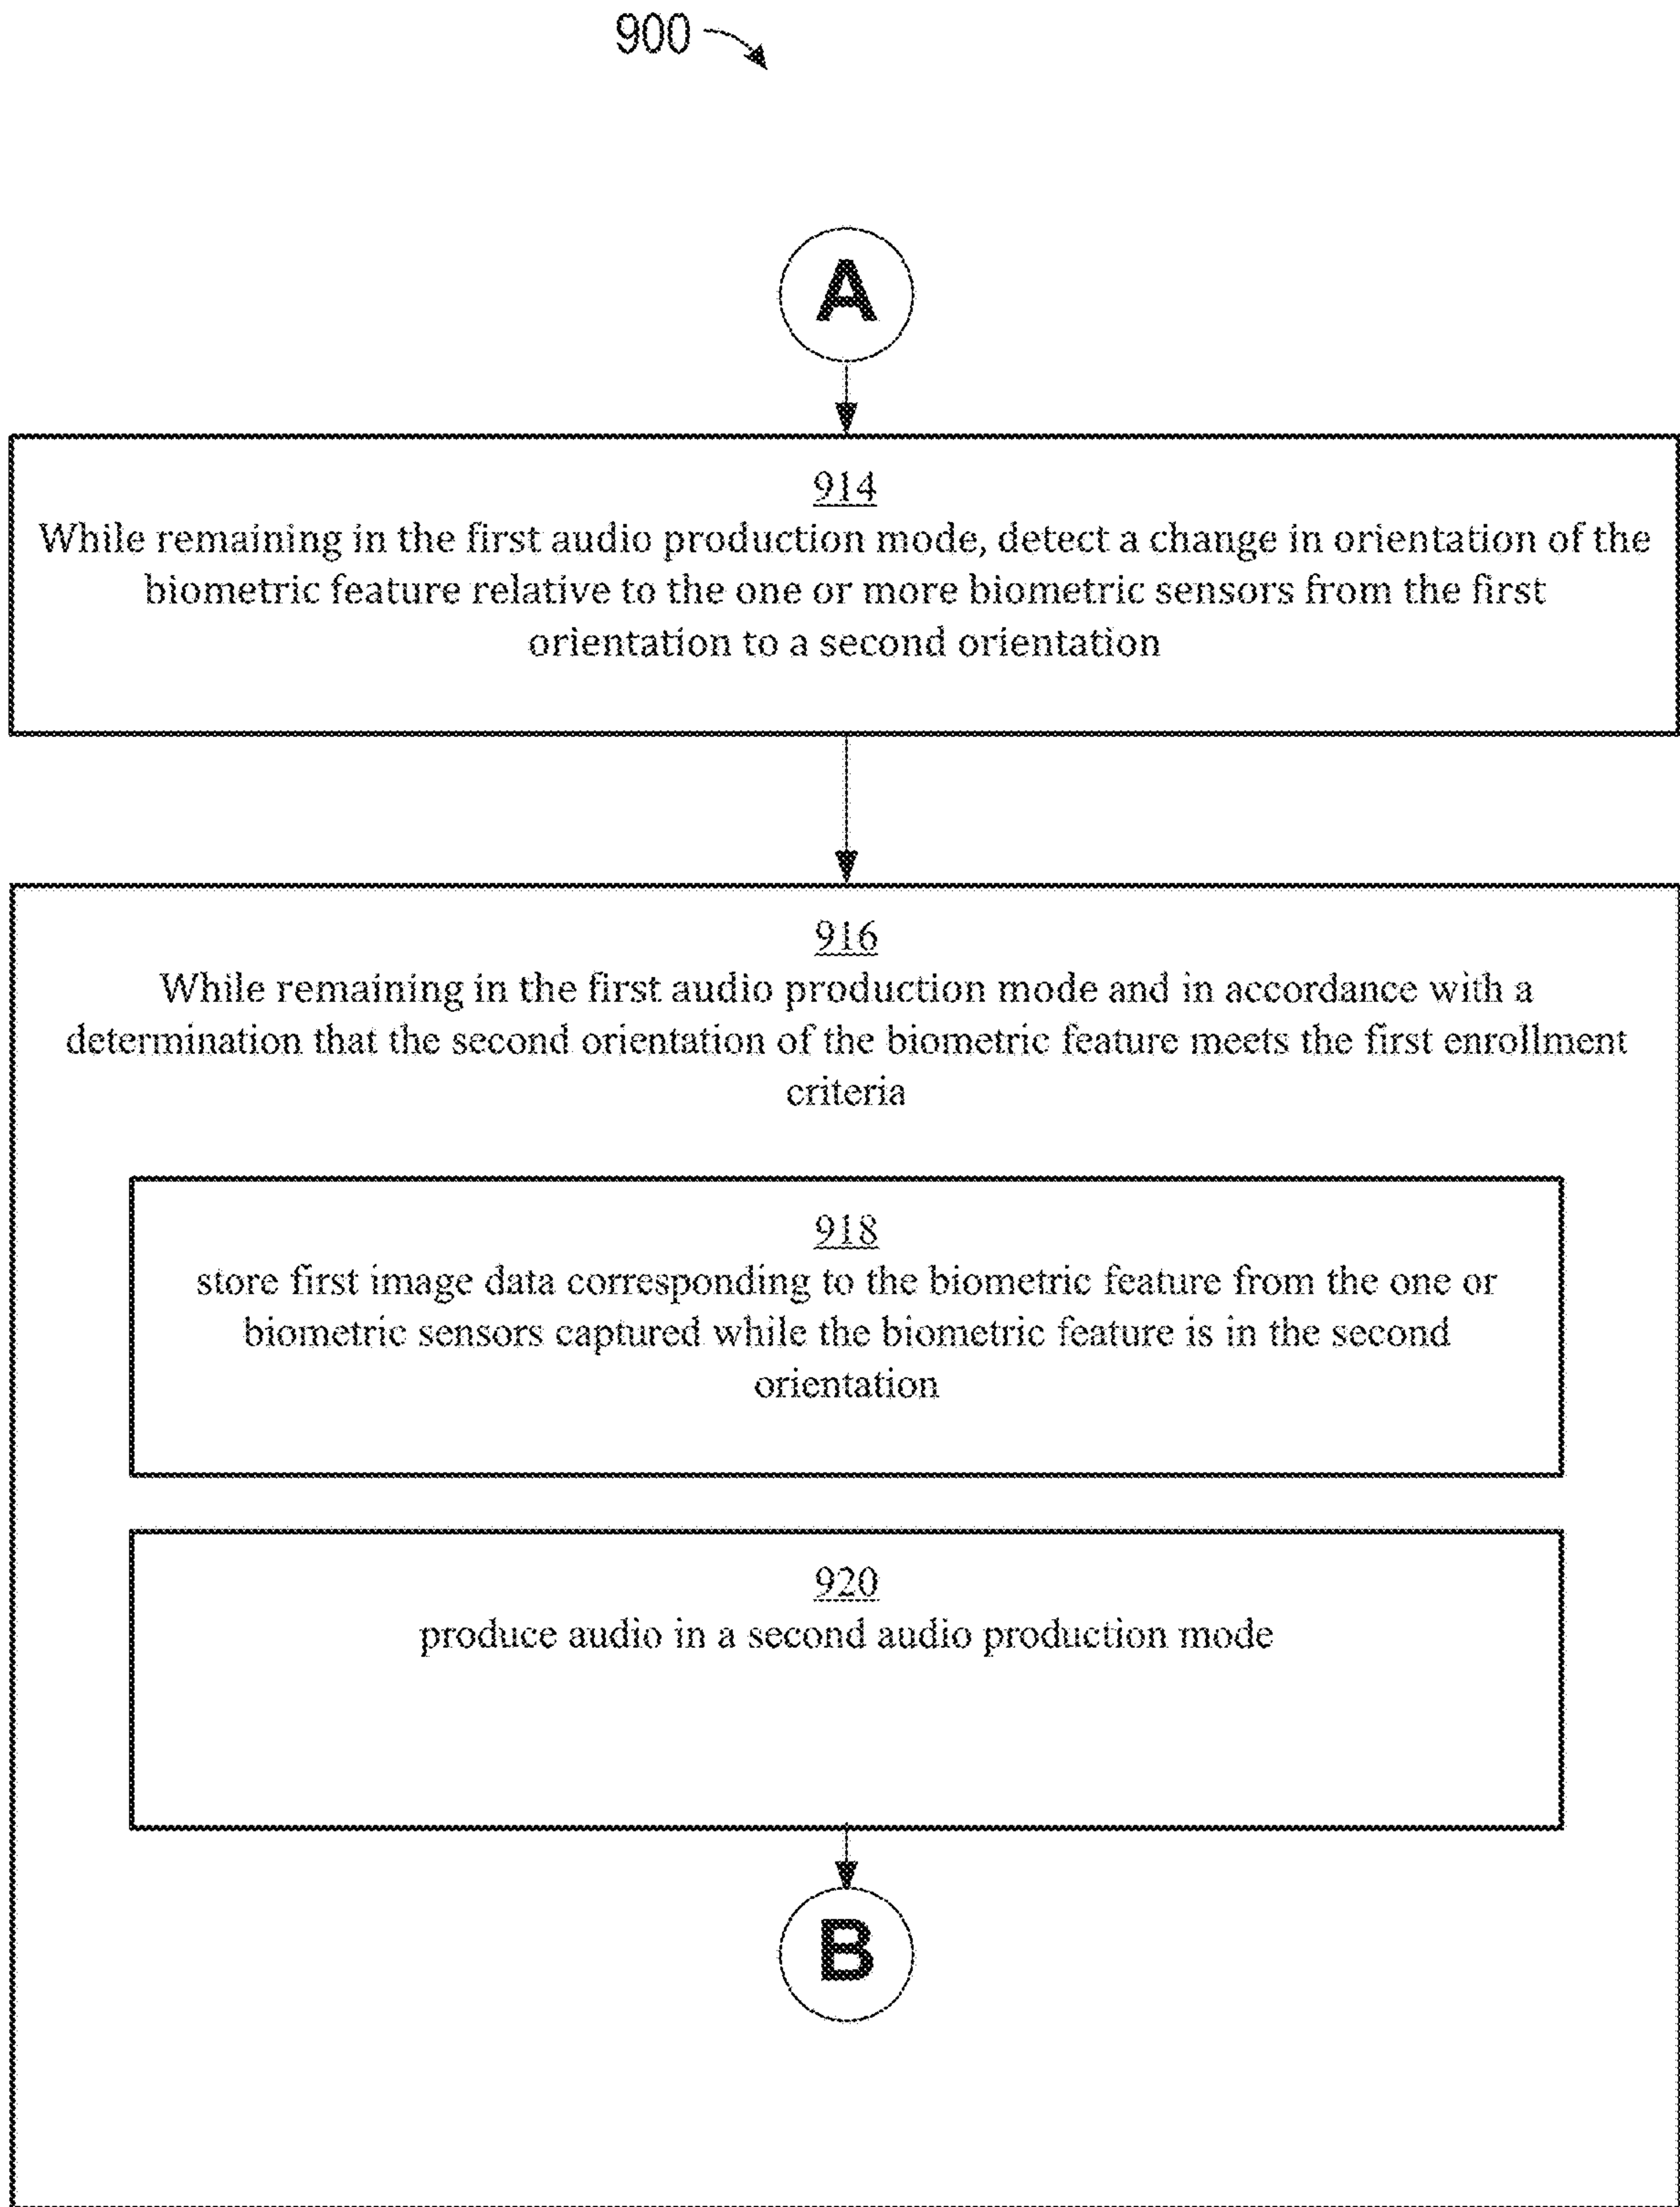 900
A
914
While remaining in the first audio production mode, detect a change in orientation of the
biometric feature relative to the one or more biometric sensors from the first
orientation to a second orientation
916
While remaining in the first audio production mode and in accordance with a
determination that the second orientation of the biometric feature meets the first enrollment
criteria
918
store first image data corresponding to the biometric feature from the one or
biometric sensors captured while the biometric feature is in the second
orientation
920
produce audio in a second audio production mode
B